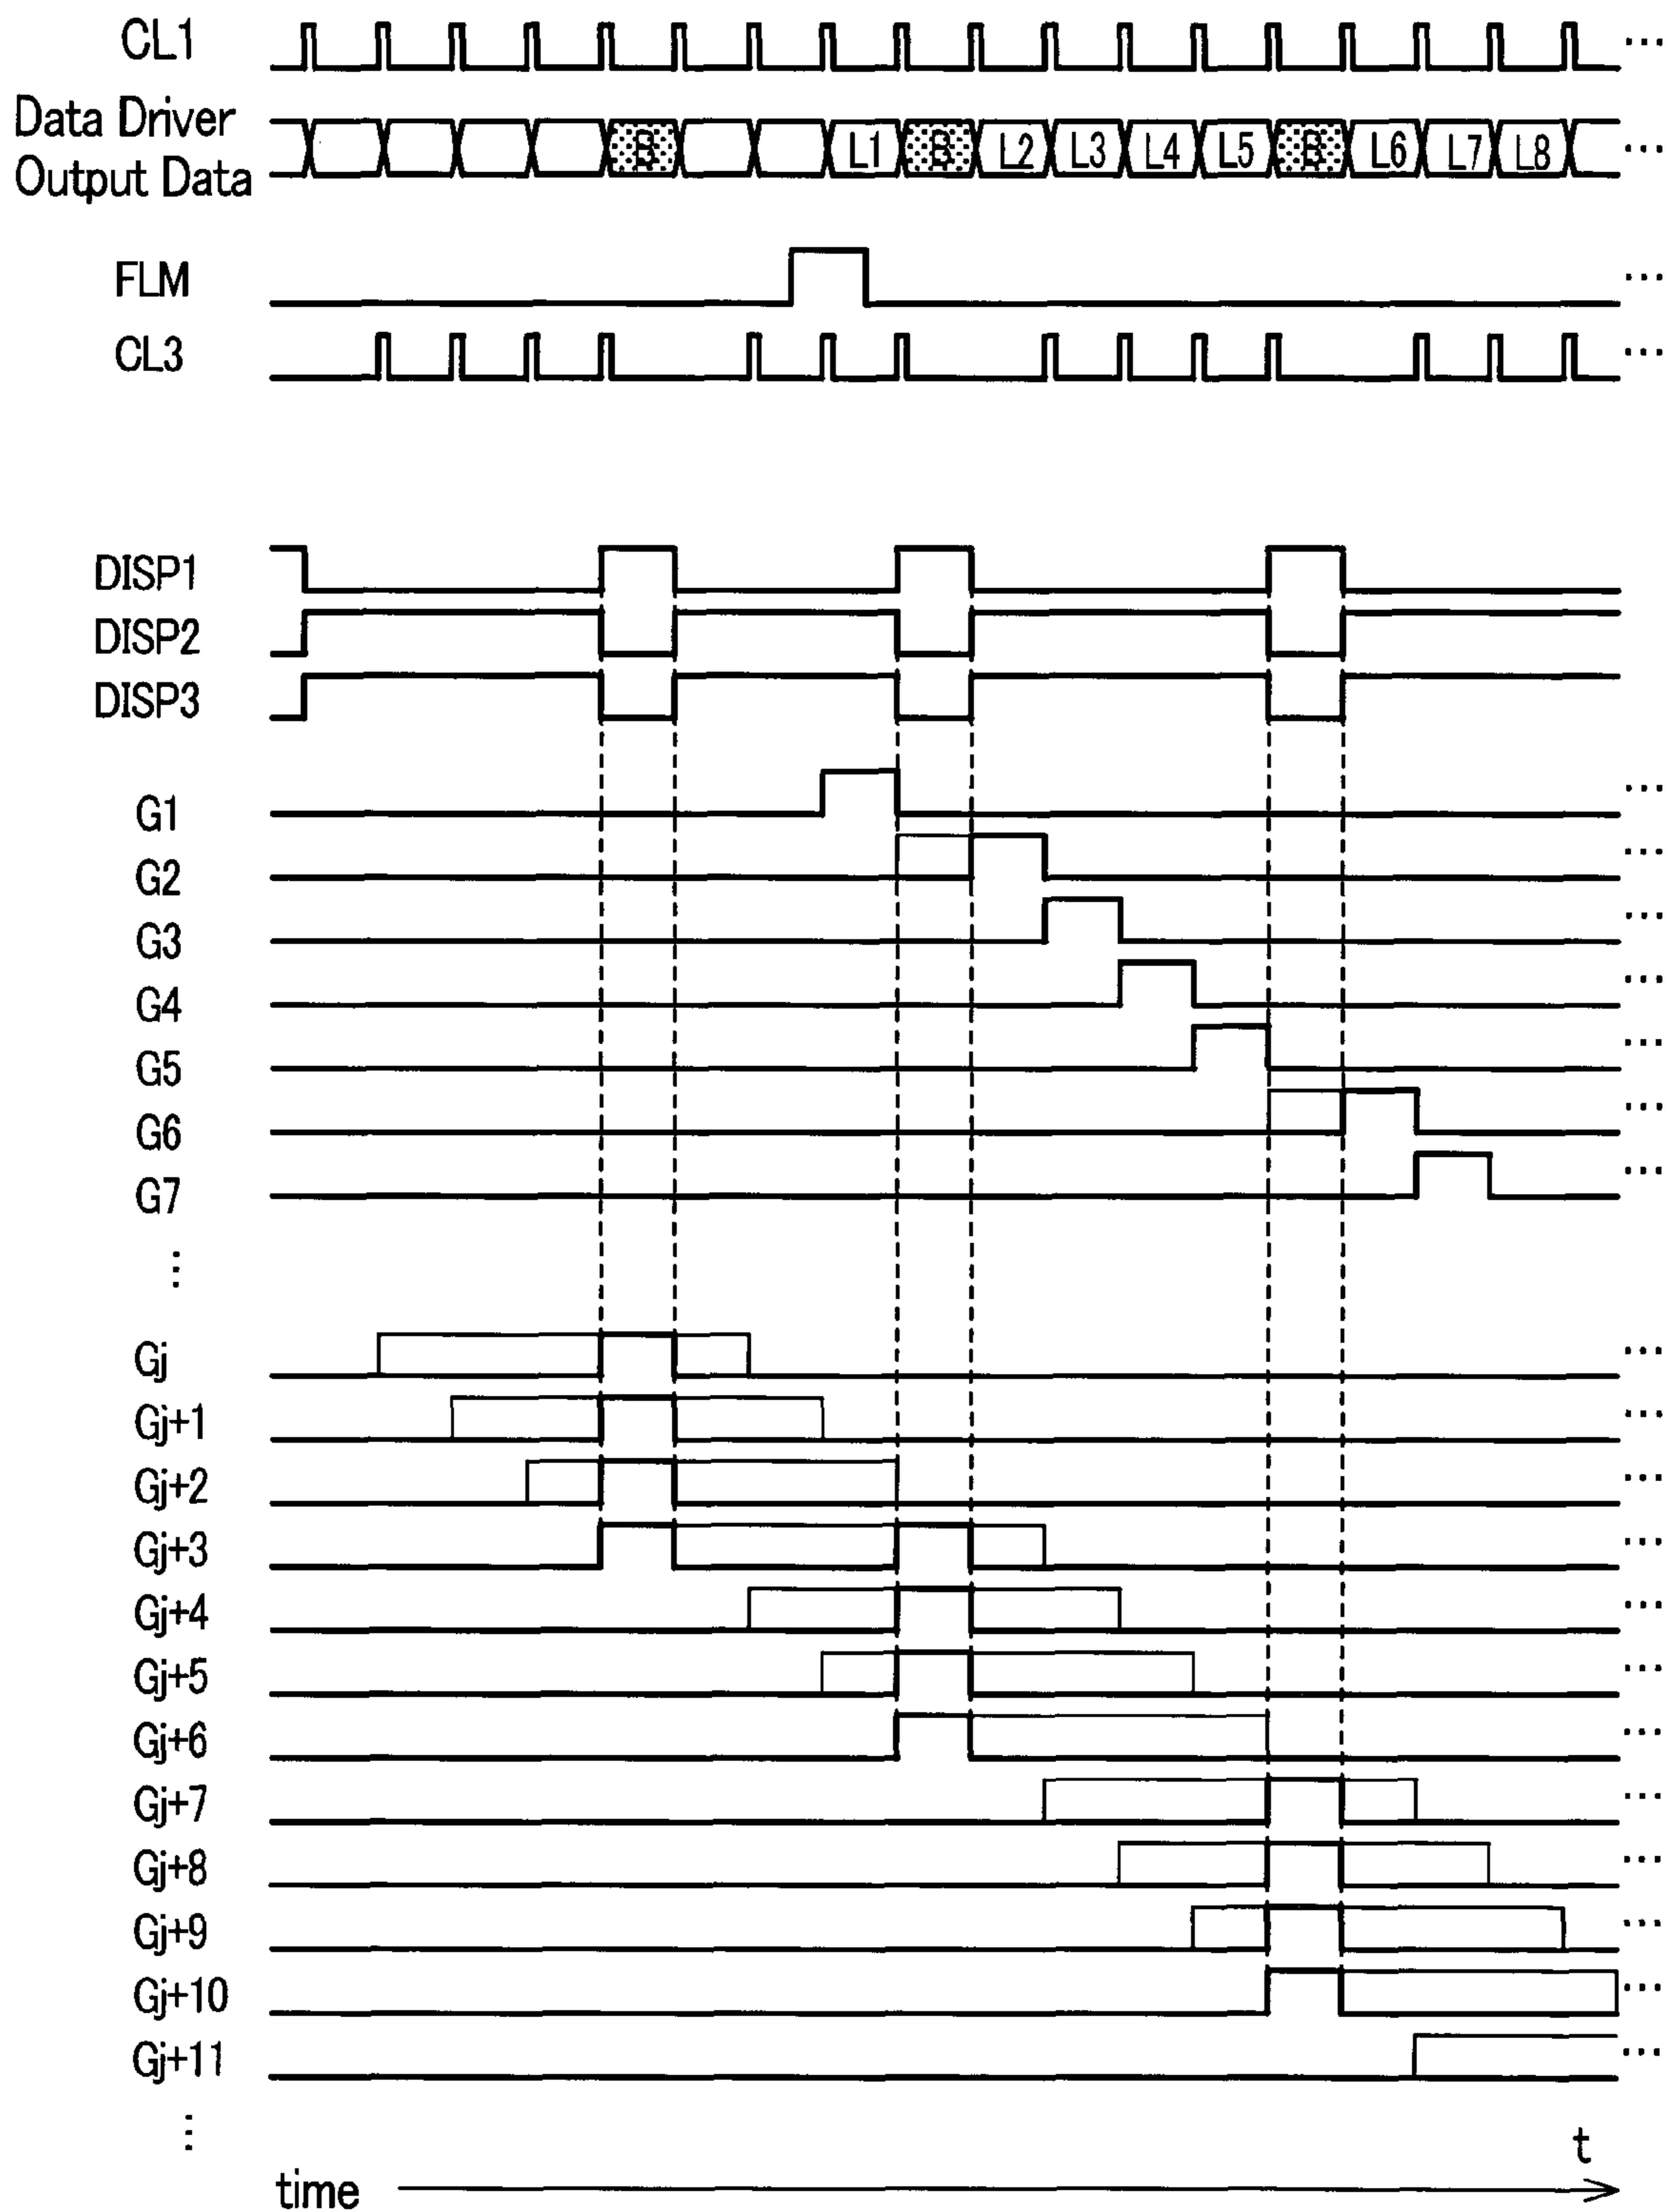 CL1 ...
Data Driver
Output Data B L1 B L2 L3 L4 L5 B L6 L7 L8 ...
FLM ...
CL3 ...
DISP1
DISP2
DISP3
G1 ...
G2 ...
G3 ...
G4 ...
G5 ...
G6 ...
G7 ...
⋮
Gj ...
Gj+1 ...
Gj+2 ...
Gj+3 ...
Gj+4 ...
Gj+5 ...
Gj+6 ...
Gj+7 ...
Gj+8 ...
Gj+9 ...
Gj+10 ...
Gj+11 ...
⋮
t
time